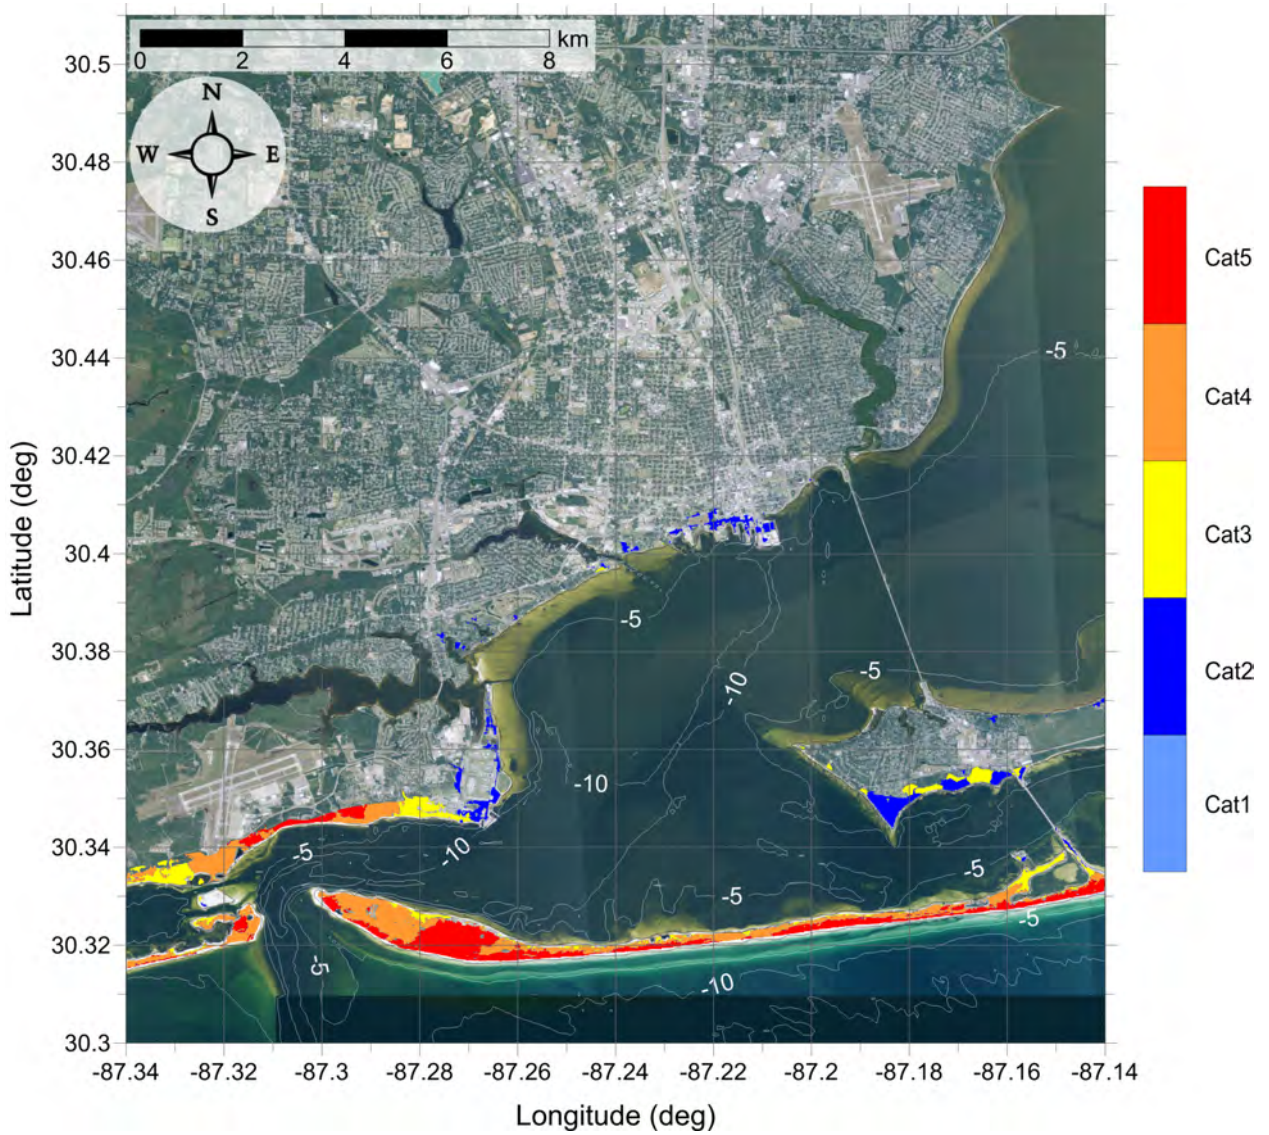 km
0 2 4 6 8
N
W E
S
30.5
30.48
30.46
30.44
30.42
30.4
30.38
30.36
30.34
30.32
30.3
-87.34 -87.32 -87.3 -87.28 -87.26 -87.24 -87.22 -87.2 -87.18 -87.16 -87.14
Latitude (deg)
Longitude (deg)
-5
-5
-5
-10
-10
-5
-10
-5
-5
-5
-5
-10
Cat5
Cat4
Cat3
Cat2
Cat1